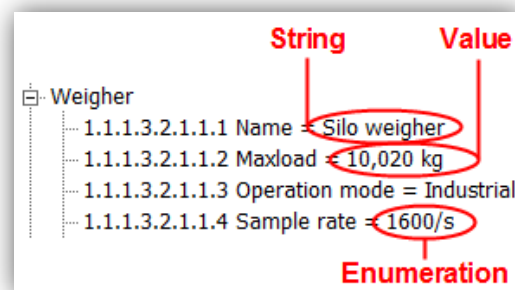 String Value
Weigher
1.1.1.3.2.1.1.1 Name = Silo weigher
1.1.1.3.2.1.1.2 Maxload = 10,020 kg
1.1.1.3.2.1.1.3 Operation mode = Industrial
1.1.1.3.2.1.1.4 Sample rate = 1600/s
Enumeration